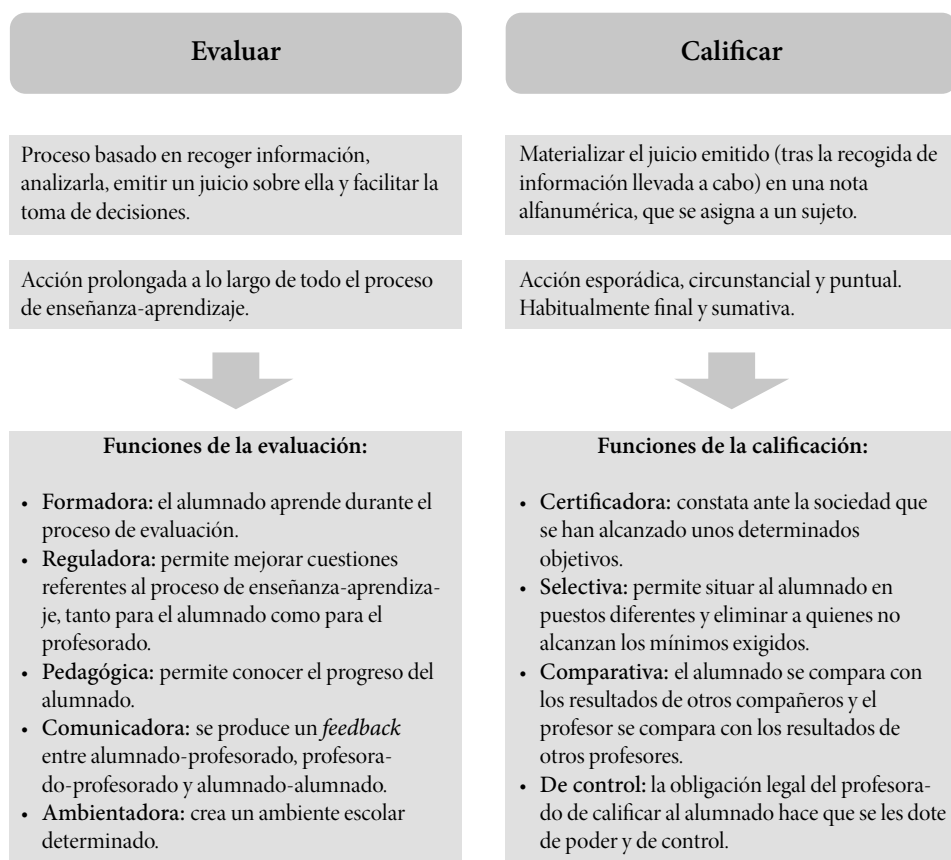 Evaluar
Proceso basado en recoger información,
analizarla, emitir un juicio sobre ella y facilitar la
toma de decisiones.
Acción prolongada a lo largo de todo el proceso
de enseñanza-aprendizaje.
Funciones de la evaluación:
• Formadora: el alumnado aprende durante el
proceso de evaluación.
• Reguladora: permite mejorar cuestiones
referentes al proceso de enseñanza-aprendiza-
je, tanto para el alumnado como para el
profesorado.
• Pedagógica: permite conocer el progreso del
alumnado.
• Comunicadora: se produce un feedback
entre alumnado-profesorado, profesora-
do-profesorado y alumnado-alumnado.
• Ambientadora: crea un ambiente escolar
determinado.
Calificar
Materializar el juicio emitido (tras la recogida de
información llevada a cabo) en una nota
alfanumérica, que se asigna a un sujeto.
Acción esporádica, circunstancial y puntual.
Habitualmente final y sumativa.
Funciones de la calificación:
• Certificadora: constata ante la sociedad que
se han alcanzado unos determinados
objetivos.
• Selectiva: permite situar al alumnado en
puestos diferentes y eliminar a quienes no
alcanzan los mínimos exigidos.
• Comparativa: el alumnado se compara con
los resultados de otros compañeros y el
profesor se compara con los resultados de
otros profesores.
• De control: la obligación legal del profesora-
do de calificar al alumnado hace que se les dote
de poder y de control.